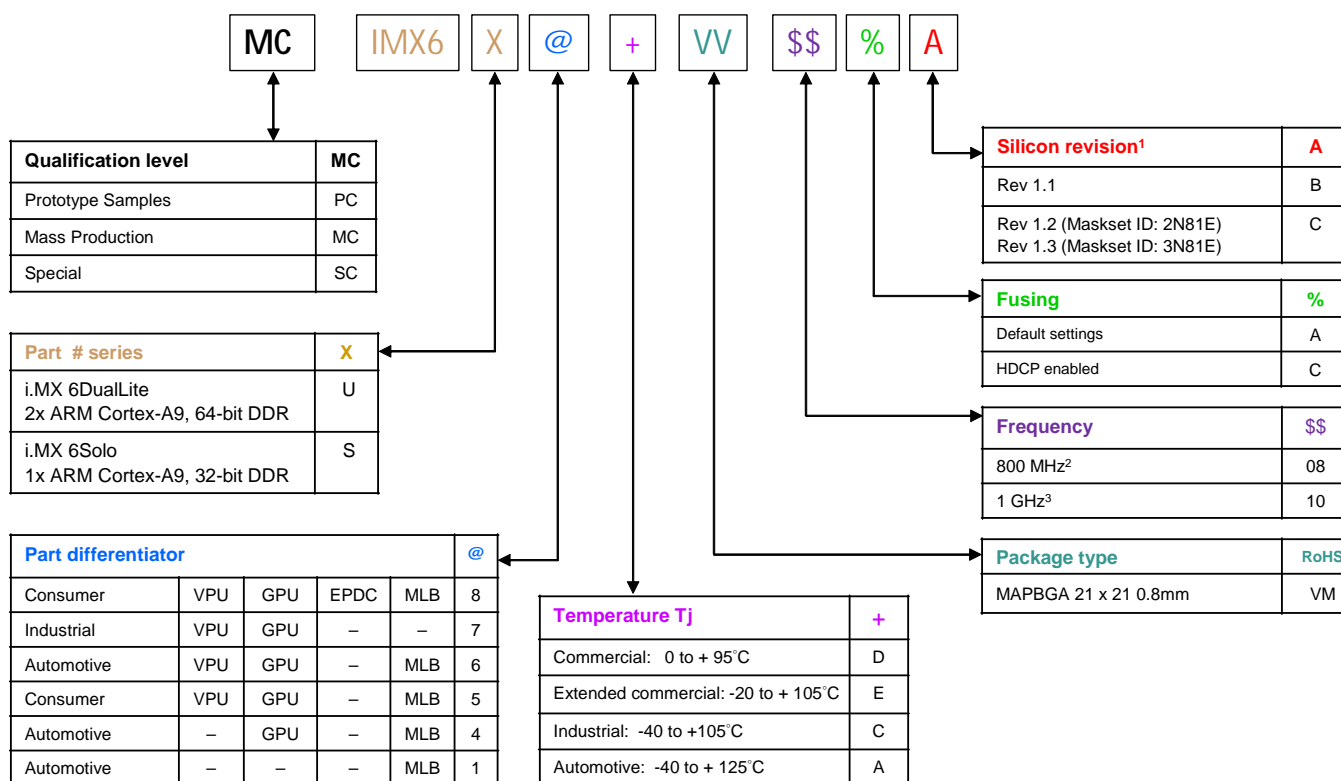 MC IMX6 X @ + VV $$ % A
Qualification level MC
Prototype Samples PC
Mass Production MC
Special SC
Part # series X
i.MX 6DualLite U
2x ARM Cortex-A9, 64-bit DDR
i.MX 6Solo S
1x ARM Cortex-A9, 32-bit DDR
Part differentiator @
Consumer VPU GPU EPDC MLB 8
Industrial VPU GPU – – 7
Automotive VPU GPU – MLB 6
Consumer VPU GPU – MLB 5
Automotive – GPU – MLB 4
Automotive – – – MLB 1
Temperature Tj +
Commercial: 0 to + 95°C D
Extended commercial: -20 to + 105°C E
Industrial: -40 to +105°C C
Automotive: -40 to + 125°C A
Silicon revision¹ A
Rev 1.1 B
Rev 1.2 (Maskset ID: 2N81E) C
Rev 1.3 (Maskset ID: 3N81E)
Fusing %
Default settings A
HDCP enabled C
Frequency $$
800 MHz² 08
1 GHz³ 10
Package type RoHS
MAPBGA 21 x 21 0.8mm VM